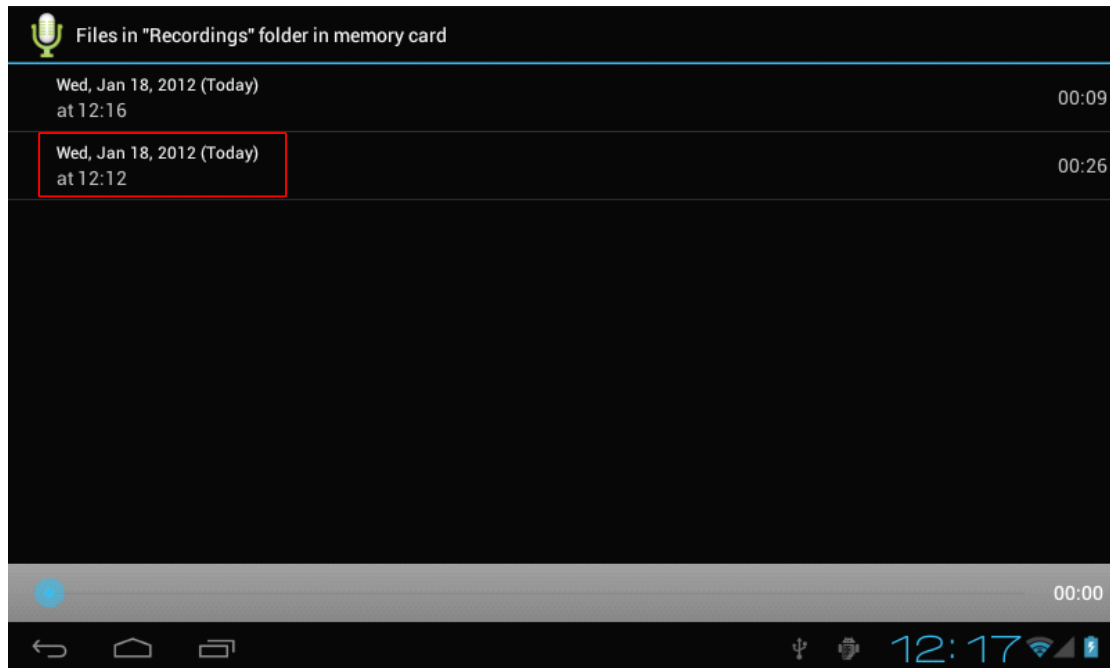 Files in "Recordings" folder in memory card
Wed, Jan 18, 2012 (Today)
at 12:16
00:09
Wed, Jan 18, 2012 (Today)
at 12:12
00:26
00:00
12:17